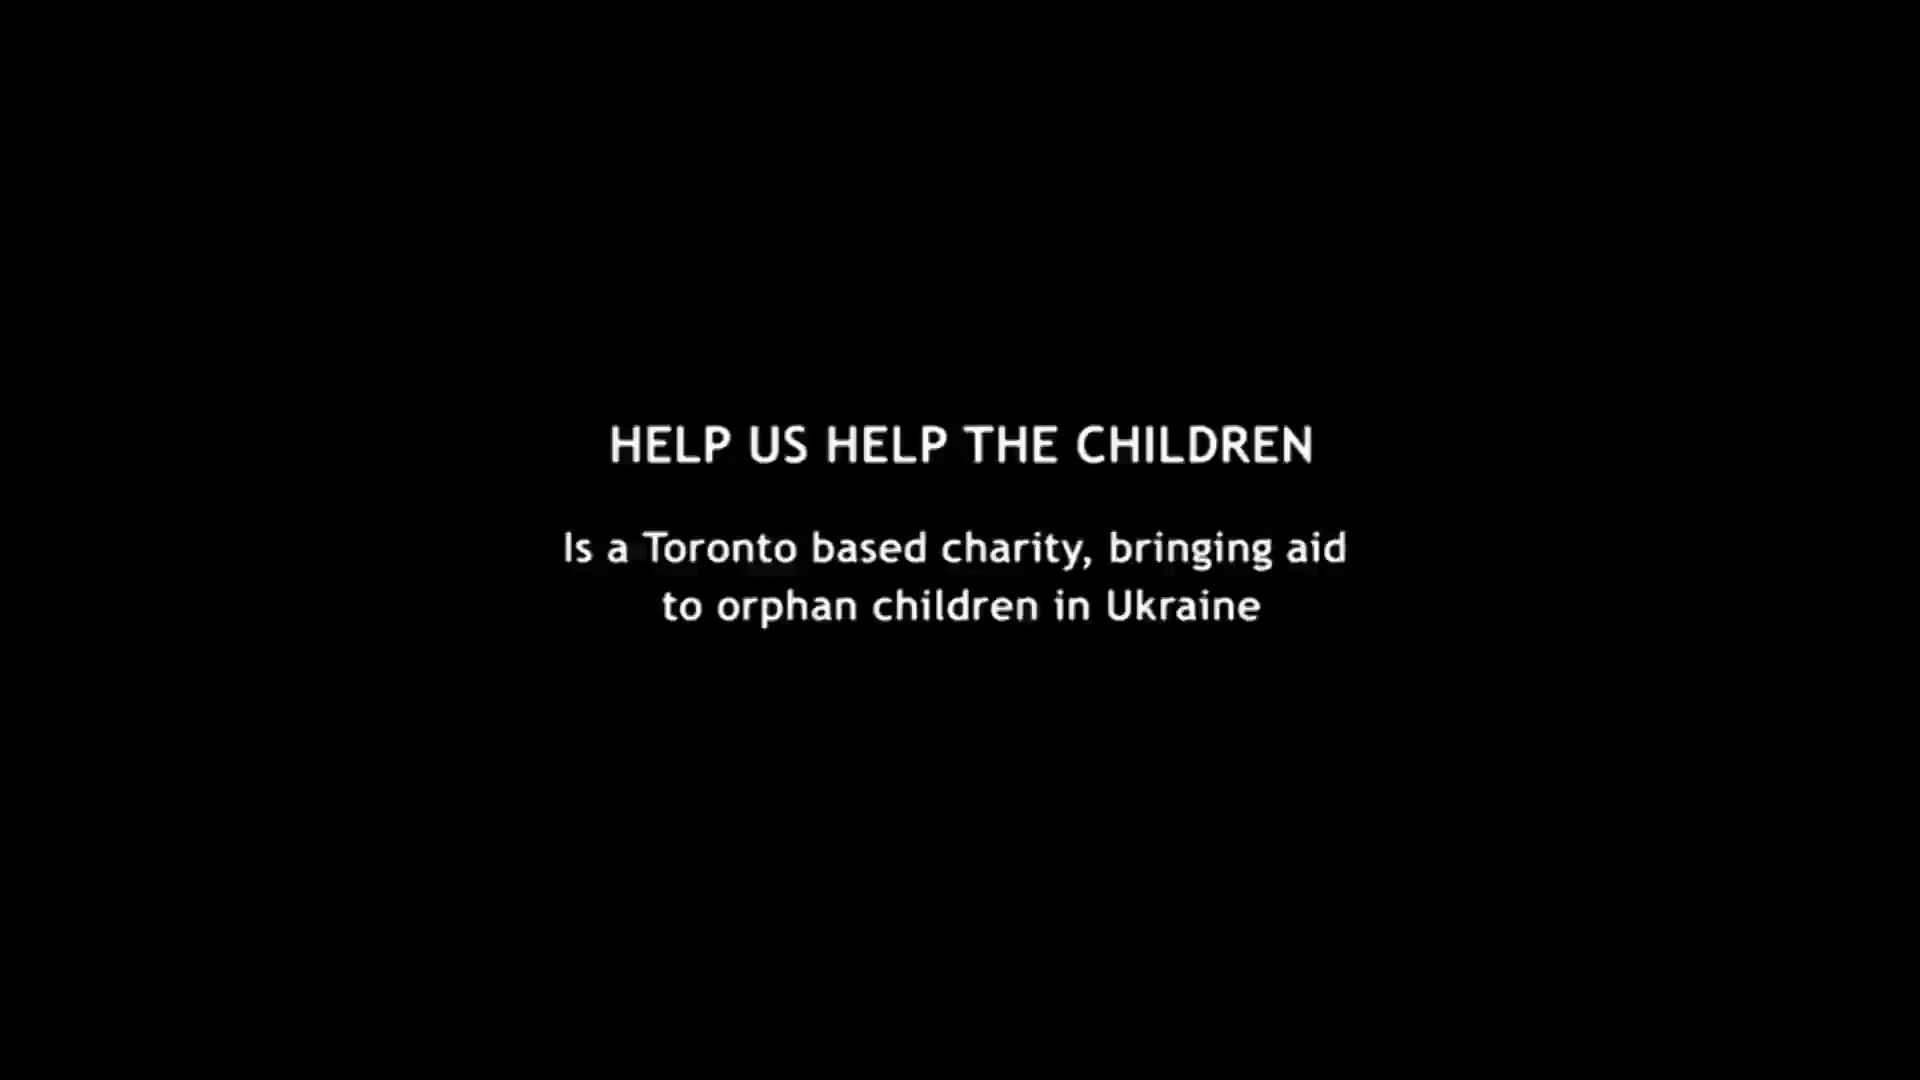 HELP US HELP THE CHILDREN
Is a Toronto based charity, bringing aid
to orphan children in Ukraine